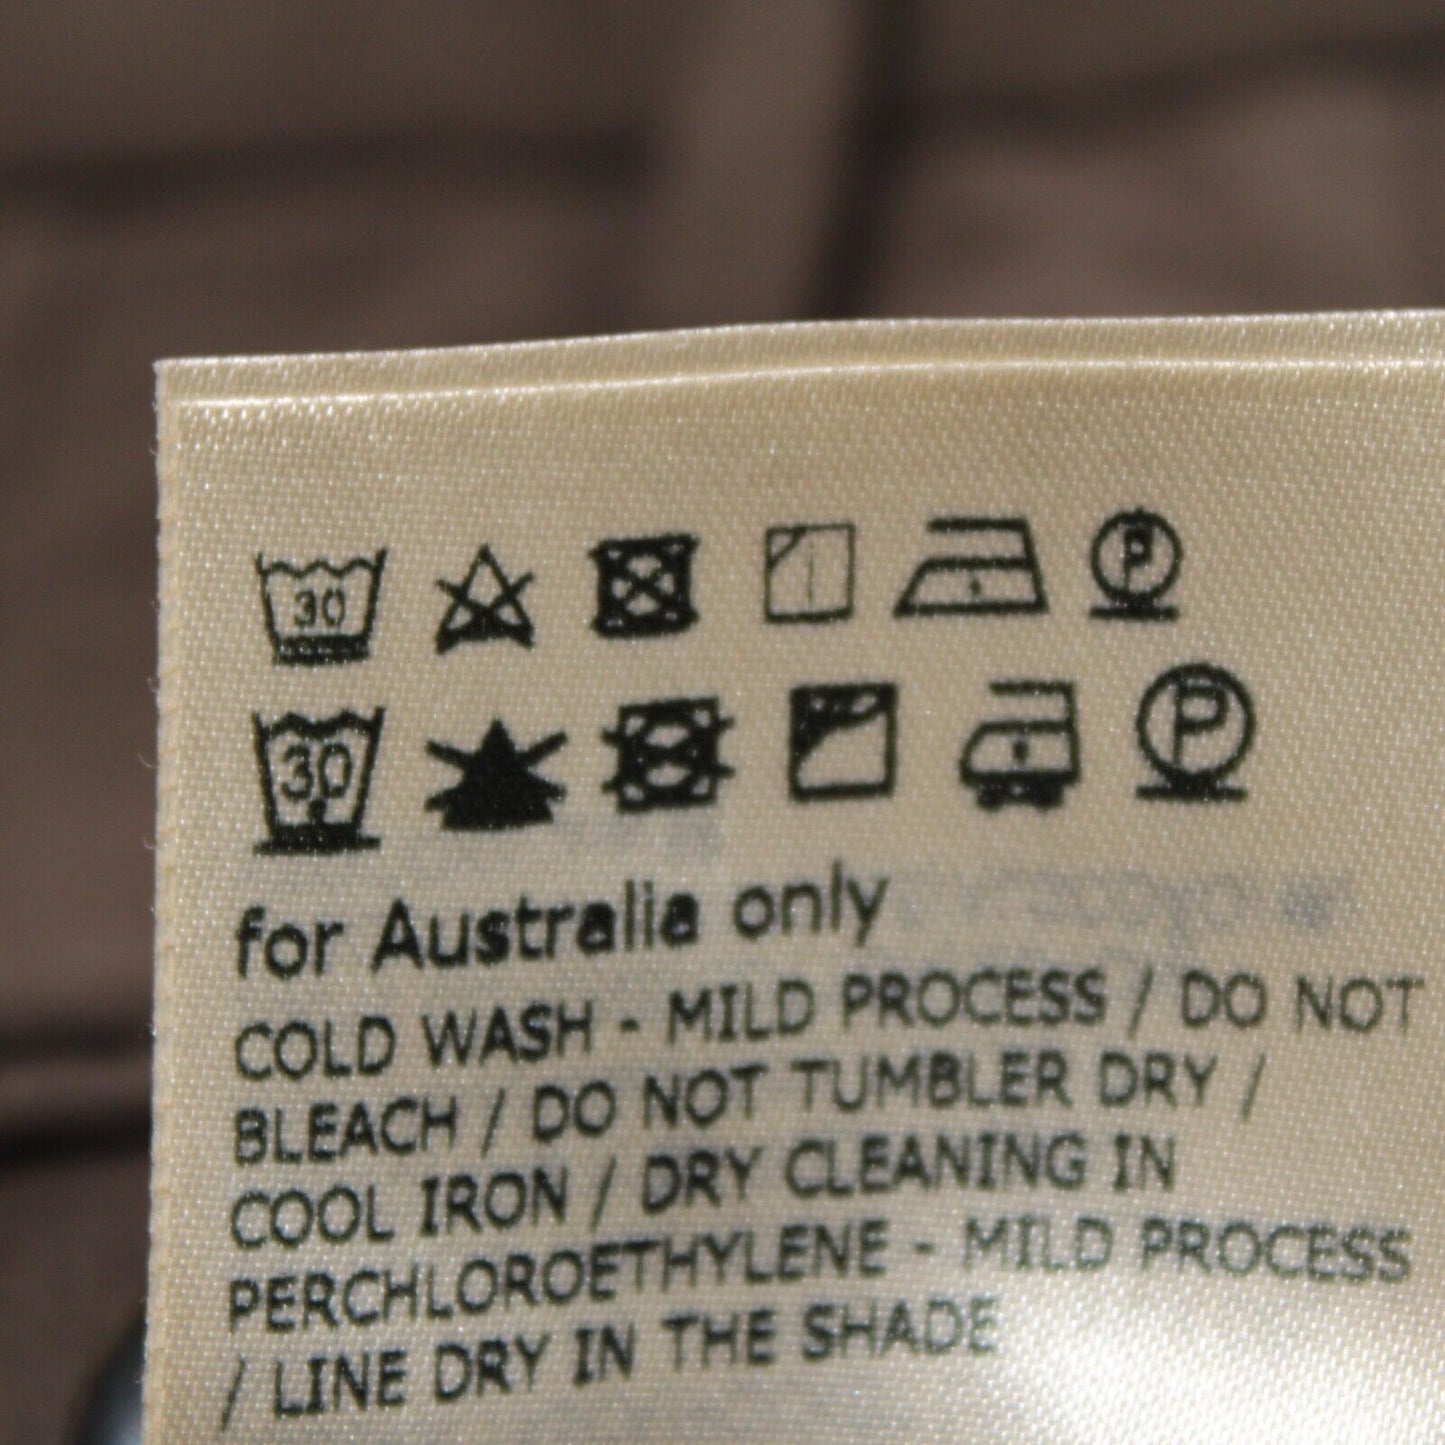 30 P
30 P
for Australia only
COLD WASH - MILD PROCESS / DO NOT
BLEACH / DO NOT TUMBLER DRY /
COOL IRON / DRY CLEANING IN
PERCHLOROETHYLENE - MILD PROCESS
/ LINE DRY IN THE SHADE